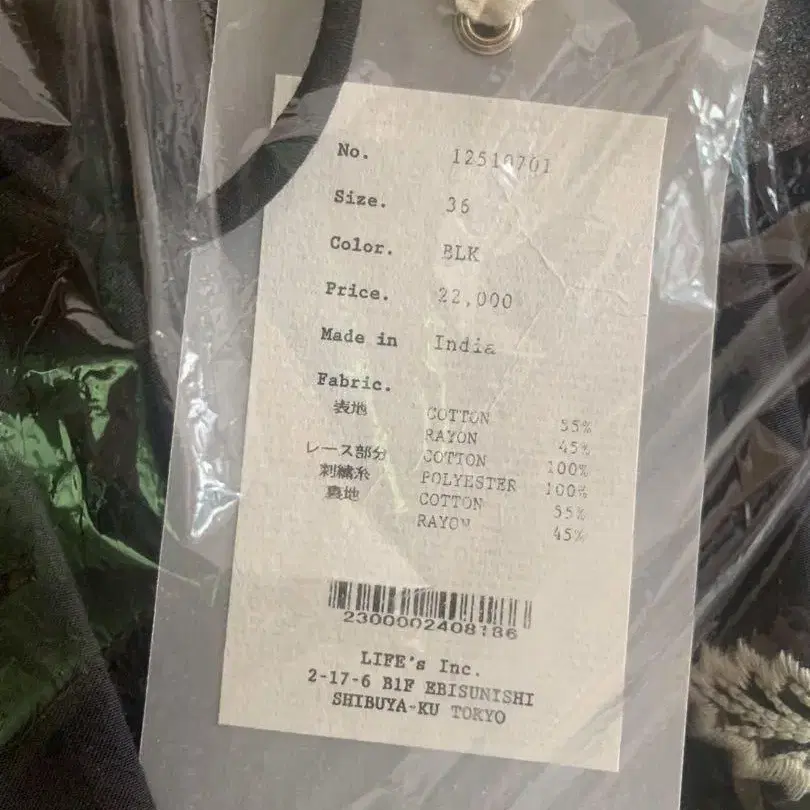 No. 12510701
Size. 36
Color. BLK
Price. 22,000
Made in India
Fabric.
表地 COTTON 55%
RAYON 45%
レース部分 COTTON 100%
刺繍糸 POLYESTER 100%
裏地 COTTON 55%
RAYON 45%
2300002408186
LIFE's Inc.
2-17-6 B1F EBISUNISHI
SHIBUYA-KU TOKYO